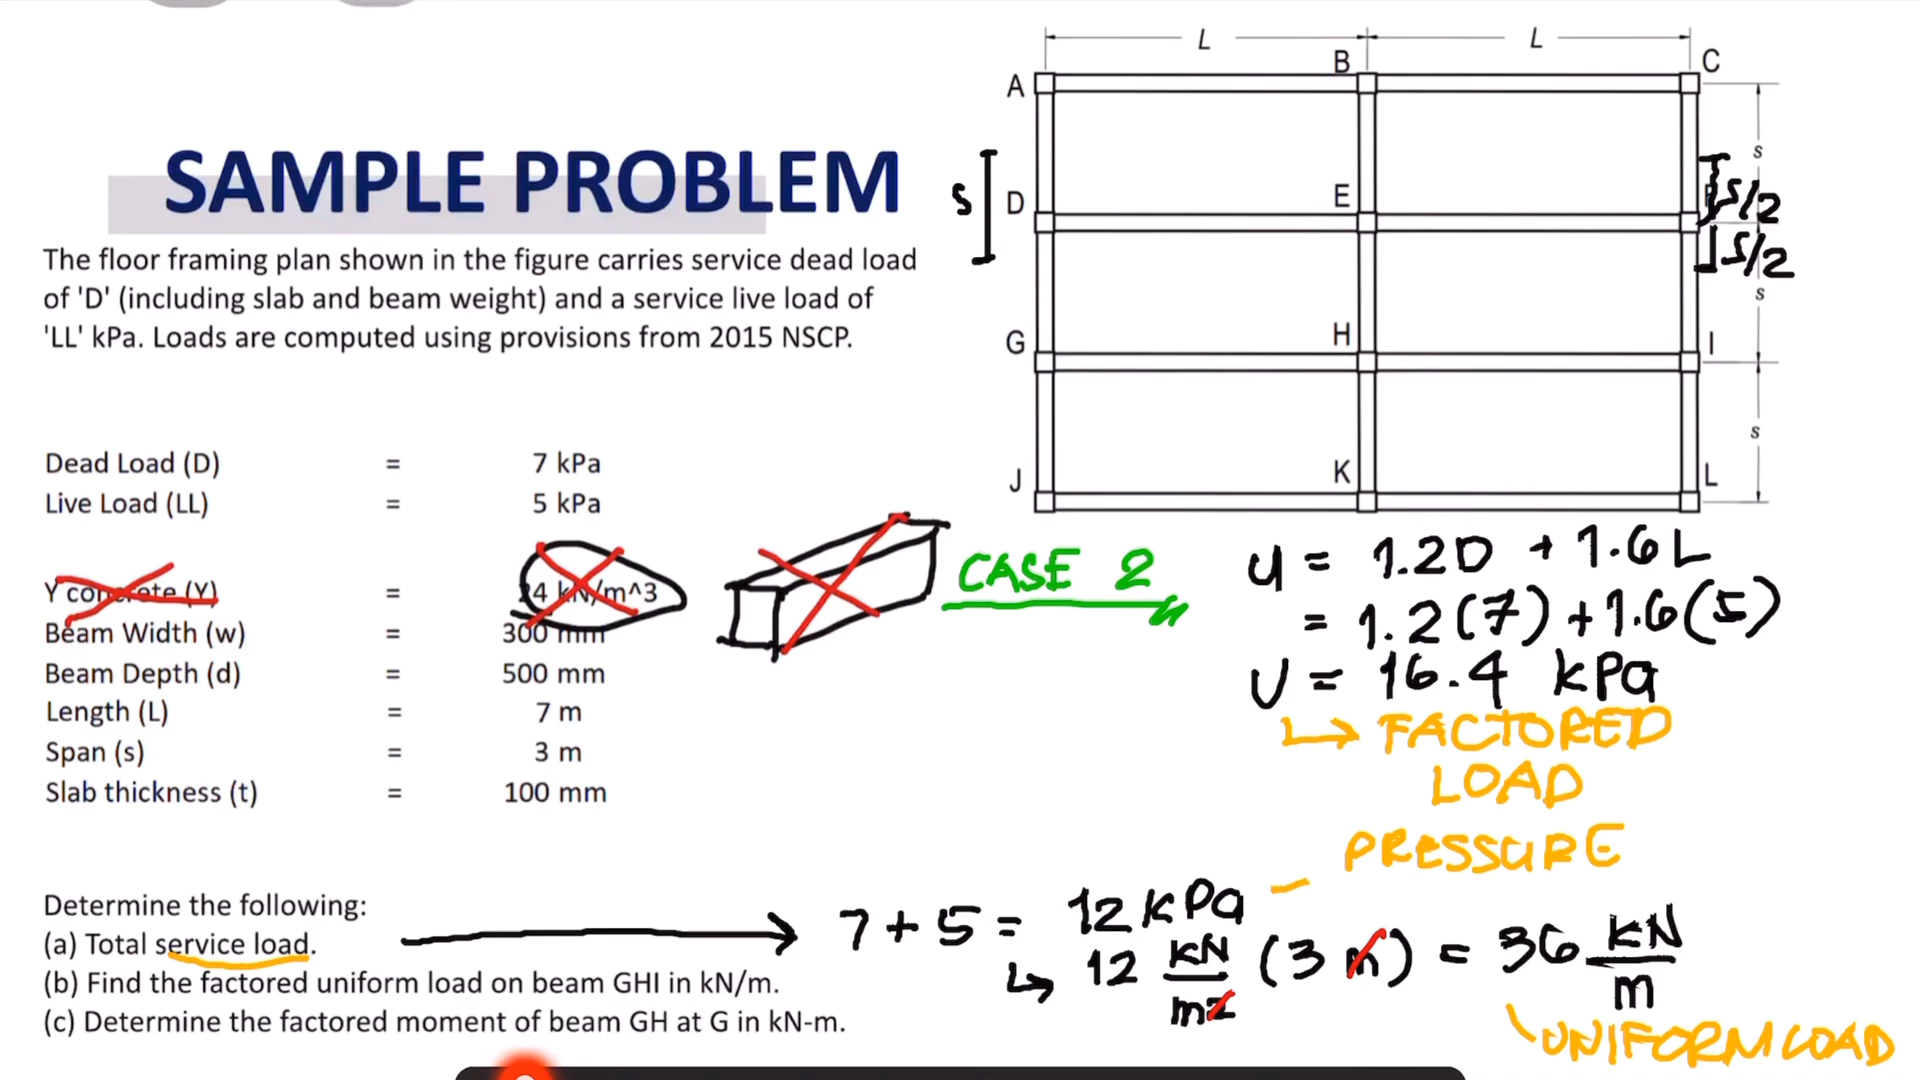 SAMPLE PROBLEM
The floor framing plan shown in the figure carries service dead load
of 'D' (including slab and beam weight) and a service live load of
'LL' kPa. Loads are computed using provisions from 2015 NSCP.
Dead Load (D) = 7 kPa
Live Load (LL) = 5 kPa
Y concrete (Y) = 24 kN/m^3
Beam Width (w) = 300 mm
Beam Depth (d) = 500 mm
Length (L) = 7 m
Span (s) = 3 m
Slab thickness (t) = 100 mm
Determine the following:
(a) Total service load.
(b) Find the factored uniform load on beam GHI in kN/m.
(c) Determine the factored moment of beam GH at G in kN-m.
L L
A B C
s
S D E S/2
S/2
s
G H I
s
J K L
CASE 2
U = 1.2D + 1.6L
= 1.2(7) + 1.6(5)
U = 16.4 kPa
↳ FACTORED
LOAD
PRESSURE
7 + 5 = 12 kPa
↳ 12 kN/m2 (3 m) = 36 kN/m
UNIFORM LOAD